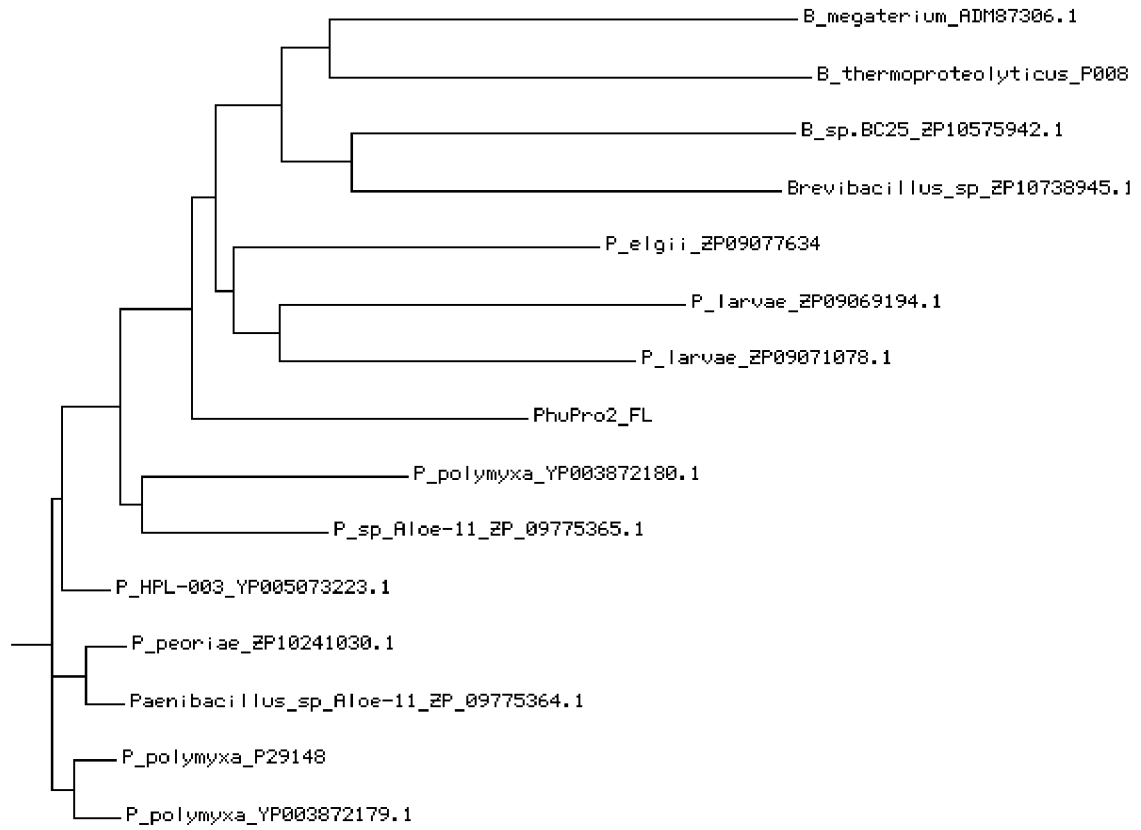 B_megaterium_ADM87306.1
B_thermoproteolyticus_P008
B_sp.BC25_ZP10575942.1
Brevibacillus_sp_ZP10738945.1
P_elgii_ZP09077634
P_larvae_ZP09069194.1
P_larvae_ZP09071078.1
PhuPro2_FL
P_polymyxa_YP003872180.1
P_sp_Aloe-11_ZP_09775365.1
P_HPL-003_YP005073223.1
P_peoriae_ZP10241030.1
Paenibacillus_sp_Aloe-11_ZP_09775364.1
P_polymyxa_P29148
P_polymyxa_YP003872179.1